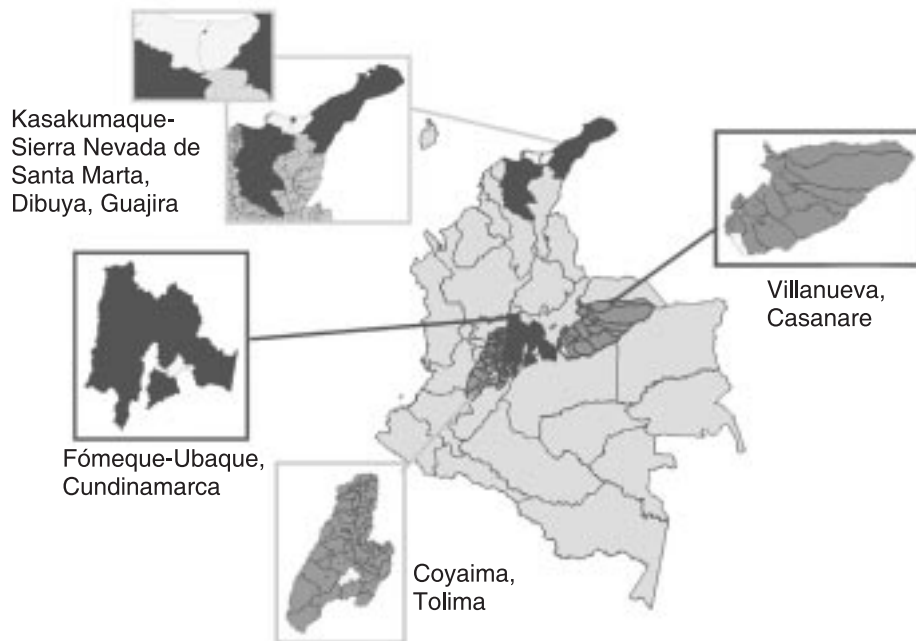 Kasakumaque-
Sierra Nevada de
Santa Marta,
Dibuya, Guajira
Villanueva,
Casanare
Fómeque-Ubaque,
Cundinamarca
Coyaima,
Tolima